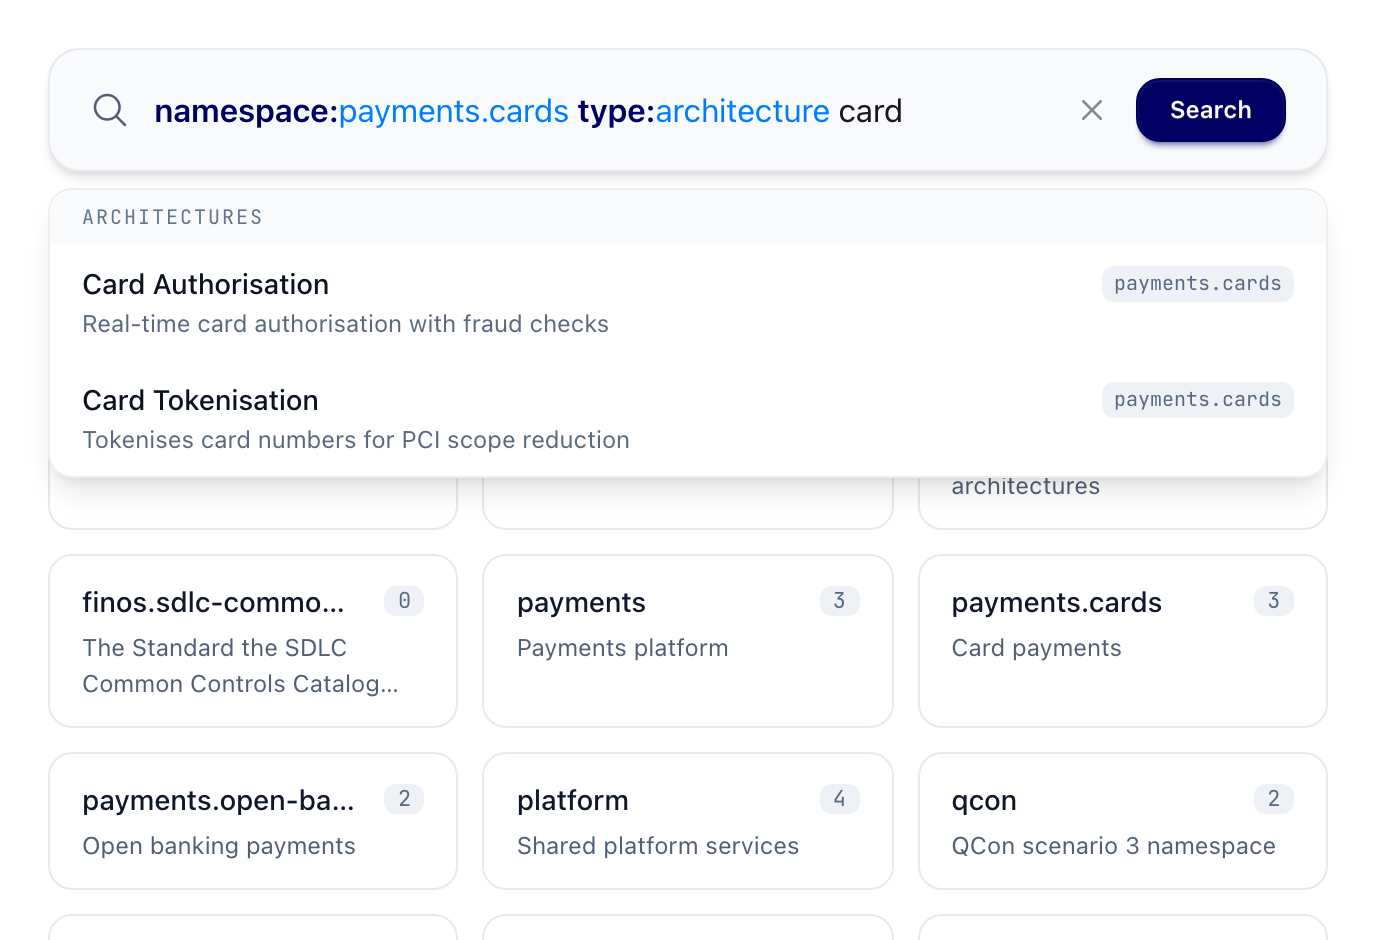 namespace:payments.cards type:architecture card
Search
ARCHITECTURES
Card Authorisation
payments.cards
Real-time card authorisation with fraud checks
Card Tokenisation
payments.cards
Tokenises card numbers for PCI scope reduction
architectures
finos.sdlc-commo...
0
The Standard the SDLC
Common Controls Catalog...
payments
3
Payments platform
payments.cards
3
Card payments
payments.open-ba...
2
Open banking payments
platform
4
Shared platform services
qcon
2
QCon scenario 3 namespace